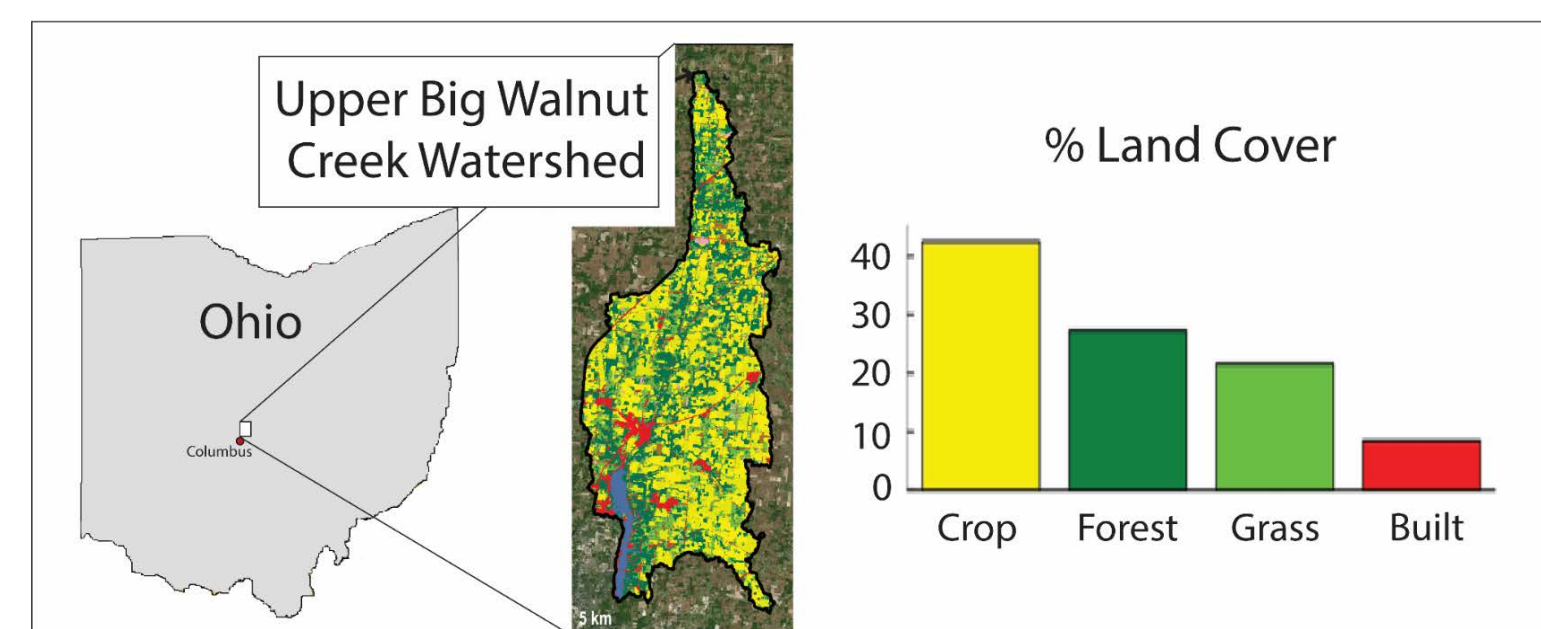 Upper Big Walnut
Creek Watershed
Ohio
Columbus
5 km
% Land Cover
40
30
20
10
0
Crop
Forest
Grass
Built